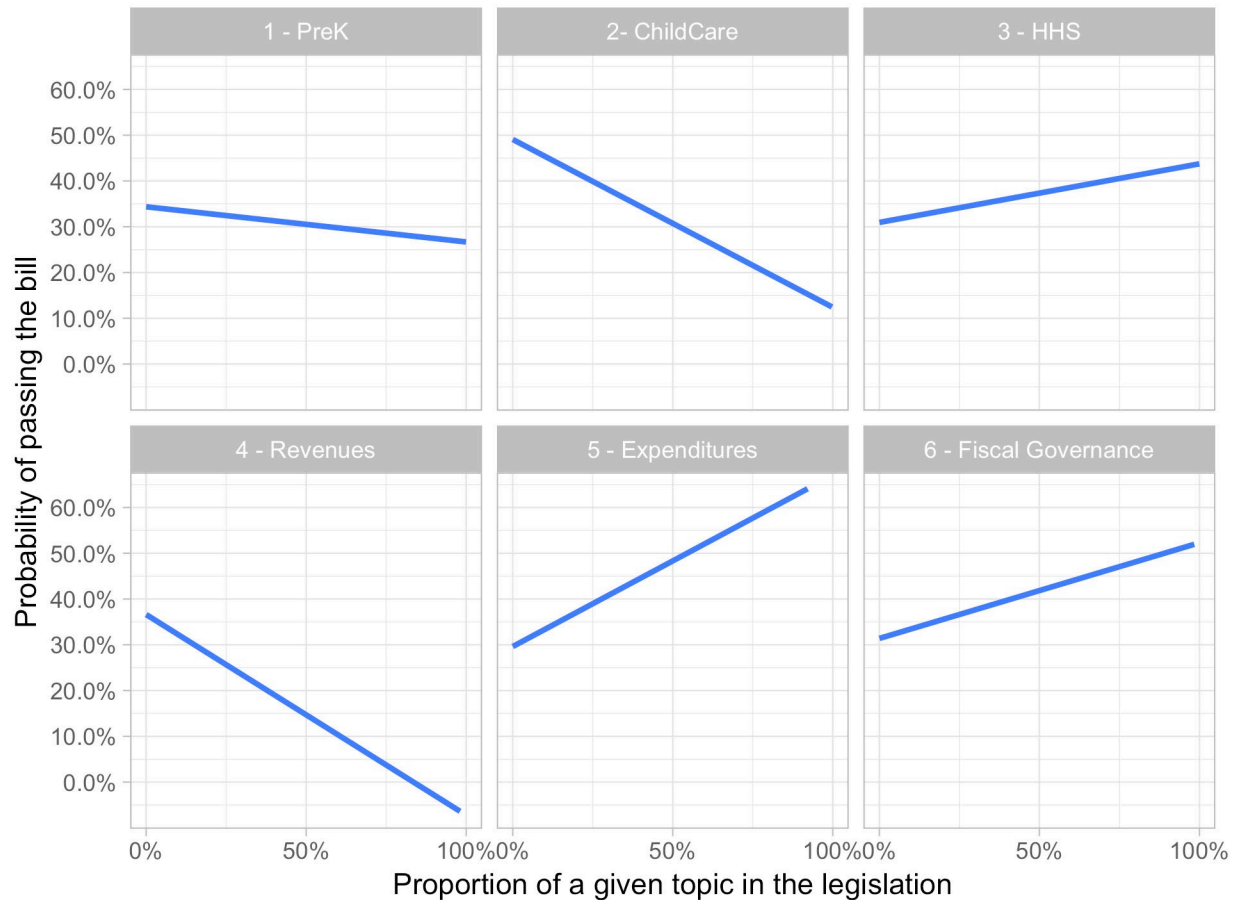 1 - PreK
2- ChildCare
3 - HHS
60.0%
50.0%
40.0%
30.0%
20.0%
10.0%
0.0%
4 - Revenues
5 - Expenditures
6 - Fiscal Governance
60.0%
50.0%
40.0%
30.0%
20.0%
10.0%
0.0%
Probability of passing the bill
0% 50% 100% 0% 50% 100% 0% 50% 100%
Proportion of a given topic in the legislation